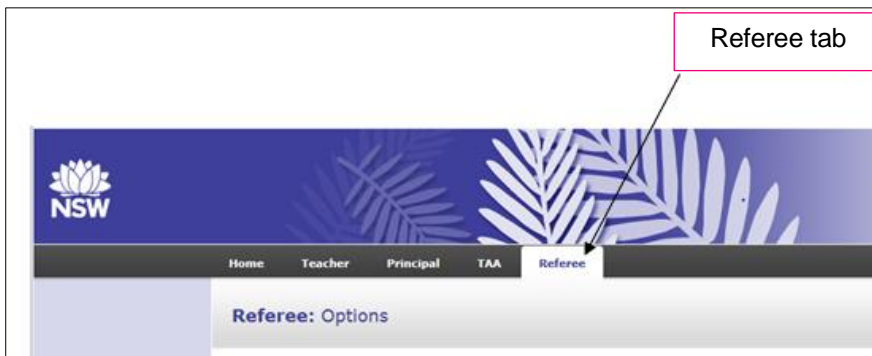 Referee tab
NSW
Home Teacher Principal TAA Referee
Referee: Options